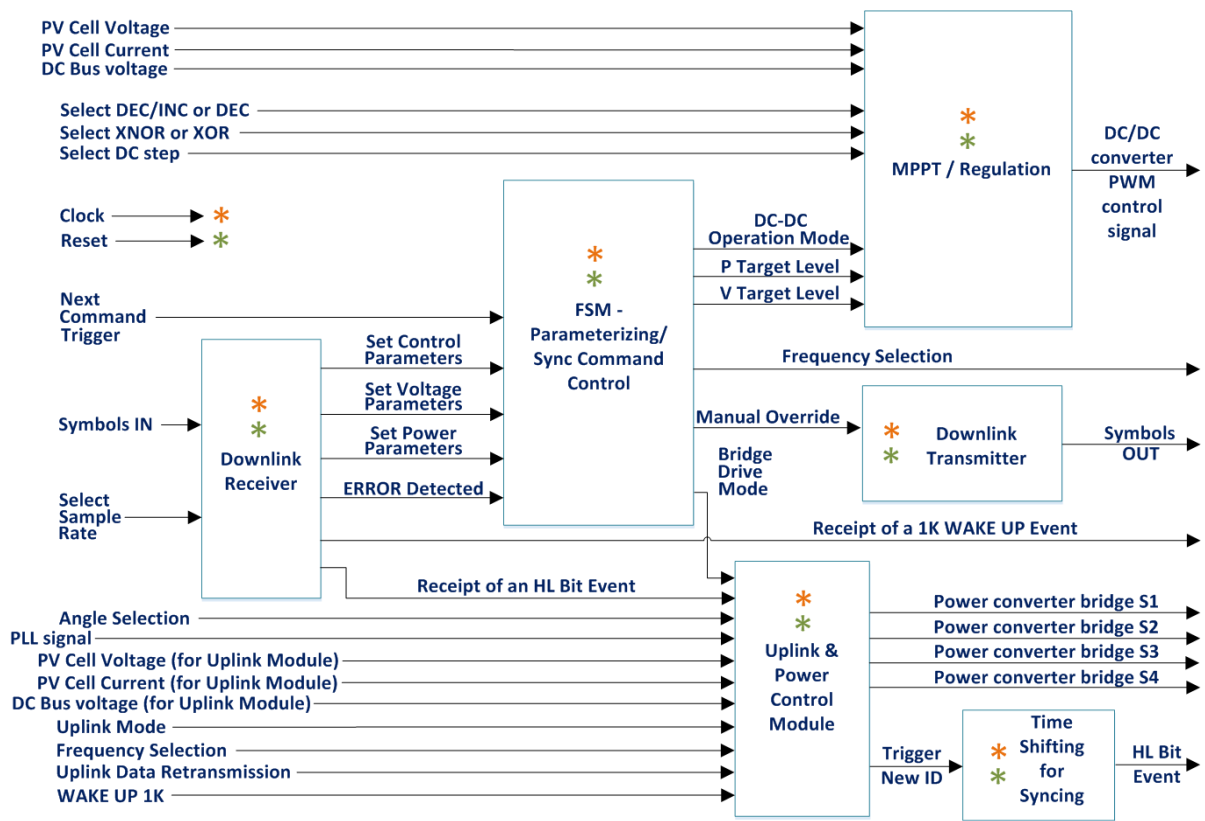 PV Cell Voltage
PV Cell Current
DC Bus voltage
Select DEC/INC or DEC
Select XNOR or XOR
Select DC step
*
*
MPPT / Regulation
DC/DC
converter
PWM
control
signal
Clock
*
Reset
*
DC-DC
Operation Mode
P Target Level
V Target Level
*
*
FSM -
Parameterizing/
Sync Command
Control
Next
Command
Trigger
Set Control
Parameters
Set Voltage
Parameters
Set Power
Parameters
ERROR Detected
Frequency Selection
Symbols IN
*
*
Downlink
Receiver
Manual Override
*
*
Downlink
Transmitter
Symbols
OUT
Bridge
Drive
Mode
Select
Sample
Rate
Receipt of a 1K WAKE UP Event
Receipt of an HL Bit Event
Angle Selection
PLL signal
PV Cell Voltage (for Uplink Module)
PV Cell Current (for Uplink Module)
DC Bus voltage (for Uplink Module)
Uplink Mode
Frequency Selection
Uplink Data Retransmission
WAKE UP 1K
*
*
Uplink &
Power
Control
Module
Power converter bridge S1
Power converter bridge S2
Power converter bridge S3
Power converter bridge S4
Trigger
New ID
*
*
Time
Shifting
for
Syncing
HL Bit
Event